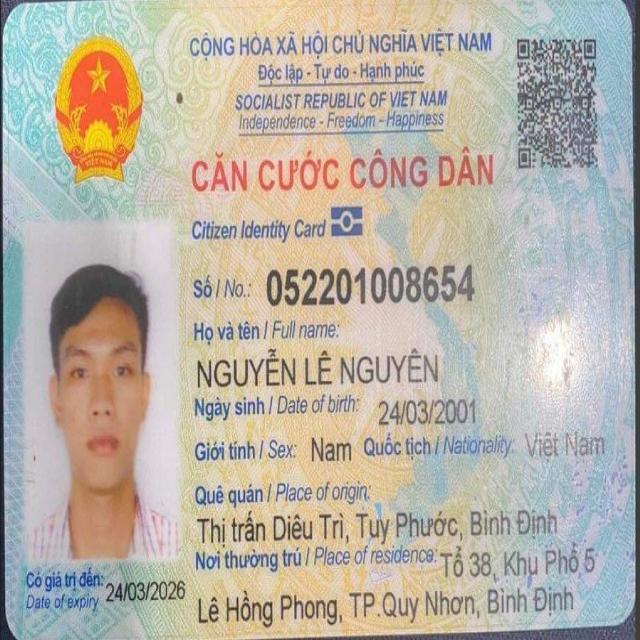 CỘNG HÒA XÃ HỘI CHỦ NGHĨA VIỆT NAM
Độc lập - Tự do - Hạnh phúc
SOCIALIST REPUBLIC OF VIET NAM
Independence - Freedom - Happiness
CĂN CƯỚC CÔNG DÂN
Citizen Identity Card
Số / No.: 052201008654
Họ và tên / Full name:
NGUYỄN LÊ NGUYÊN
Ngày sinh / Date of birth: 24/03/2001
Giới tính / Sex: Nam Quốc tịch / Nationality: Việt Nam
Quê quán / Place of origin:
Thị trấn Diêu Trì, Tuy Phước, Bình Định
Nơi thường trú / Place of residence: Tổ 38, Khu Phố 5
Lê Hồng Phong, TP.Quy Nhơn, Bình Định
Có giá trị đến: 24/03/2026
Date of expiry
VIỆT NAM